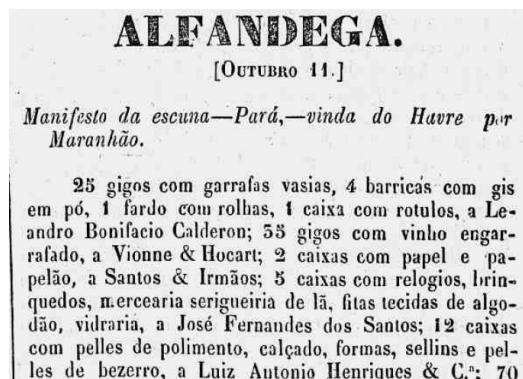 ALFANDEGA.
[OUTUBRO 11.]
Manifesto da escuna—Pará,—vinda do Havre por
Maranhão.
25 gigos com garrafas vasias, 4 barricas com gis
em pó, 1 fardo com rolhas, 1 caixa com rotulos, a Le-
andro Bonifacio Calderon; 55 gigos com vinho engar-
rafado, a Vionne & Hocart; 2 caixas com papel e pa-
pelão, a Santos & Irmãos; 5 caixas com relogios, brin-
quedos, mercearia serigueiria de lã, fitas tecidas de algo-
dão, vidraria, a José Fernandes dos Santos; 12 caixas
com pelles de polimento, calçado, formas, sellins e pel-
les de bezerro, a Luiz Antonio Henriques & C.ª; 70